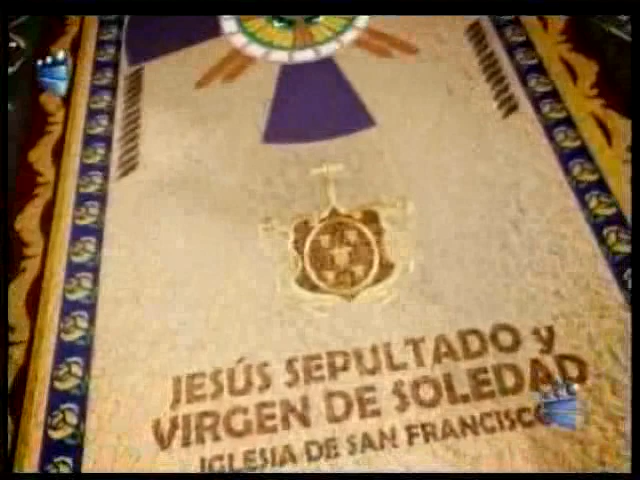 JESÚS SEPULTADO y
VIRGEN DE SOLEDAD
IGLESIA DE SAN FRANCISCO